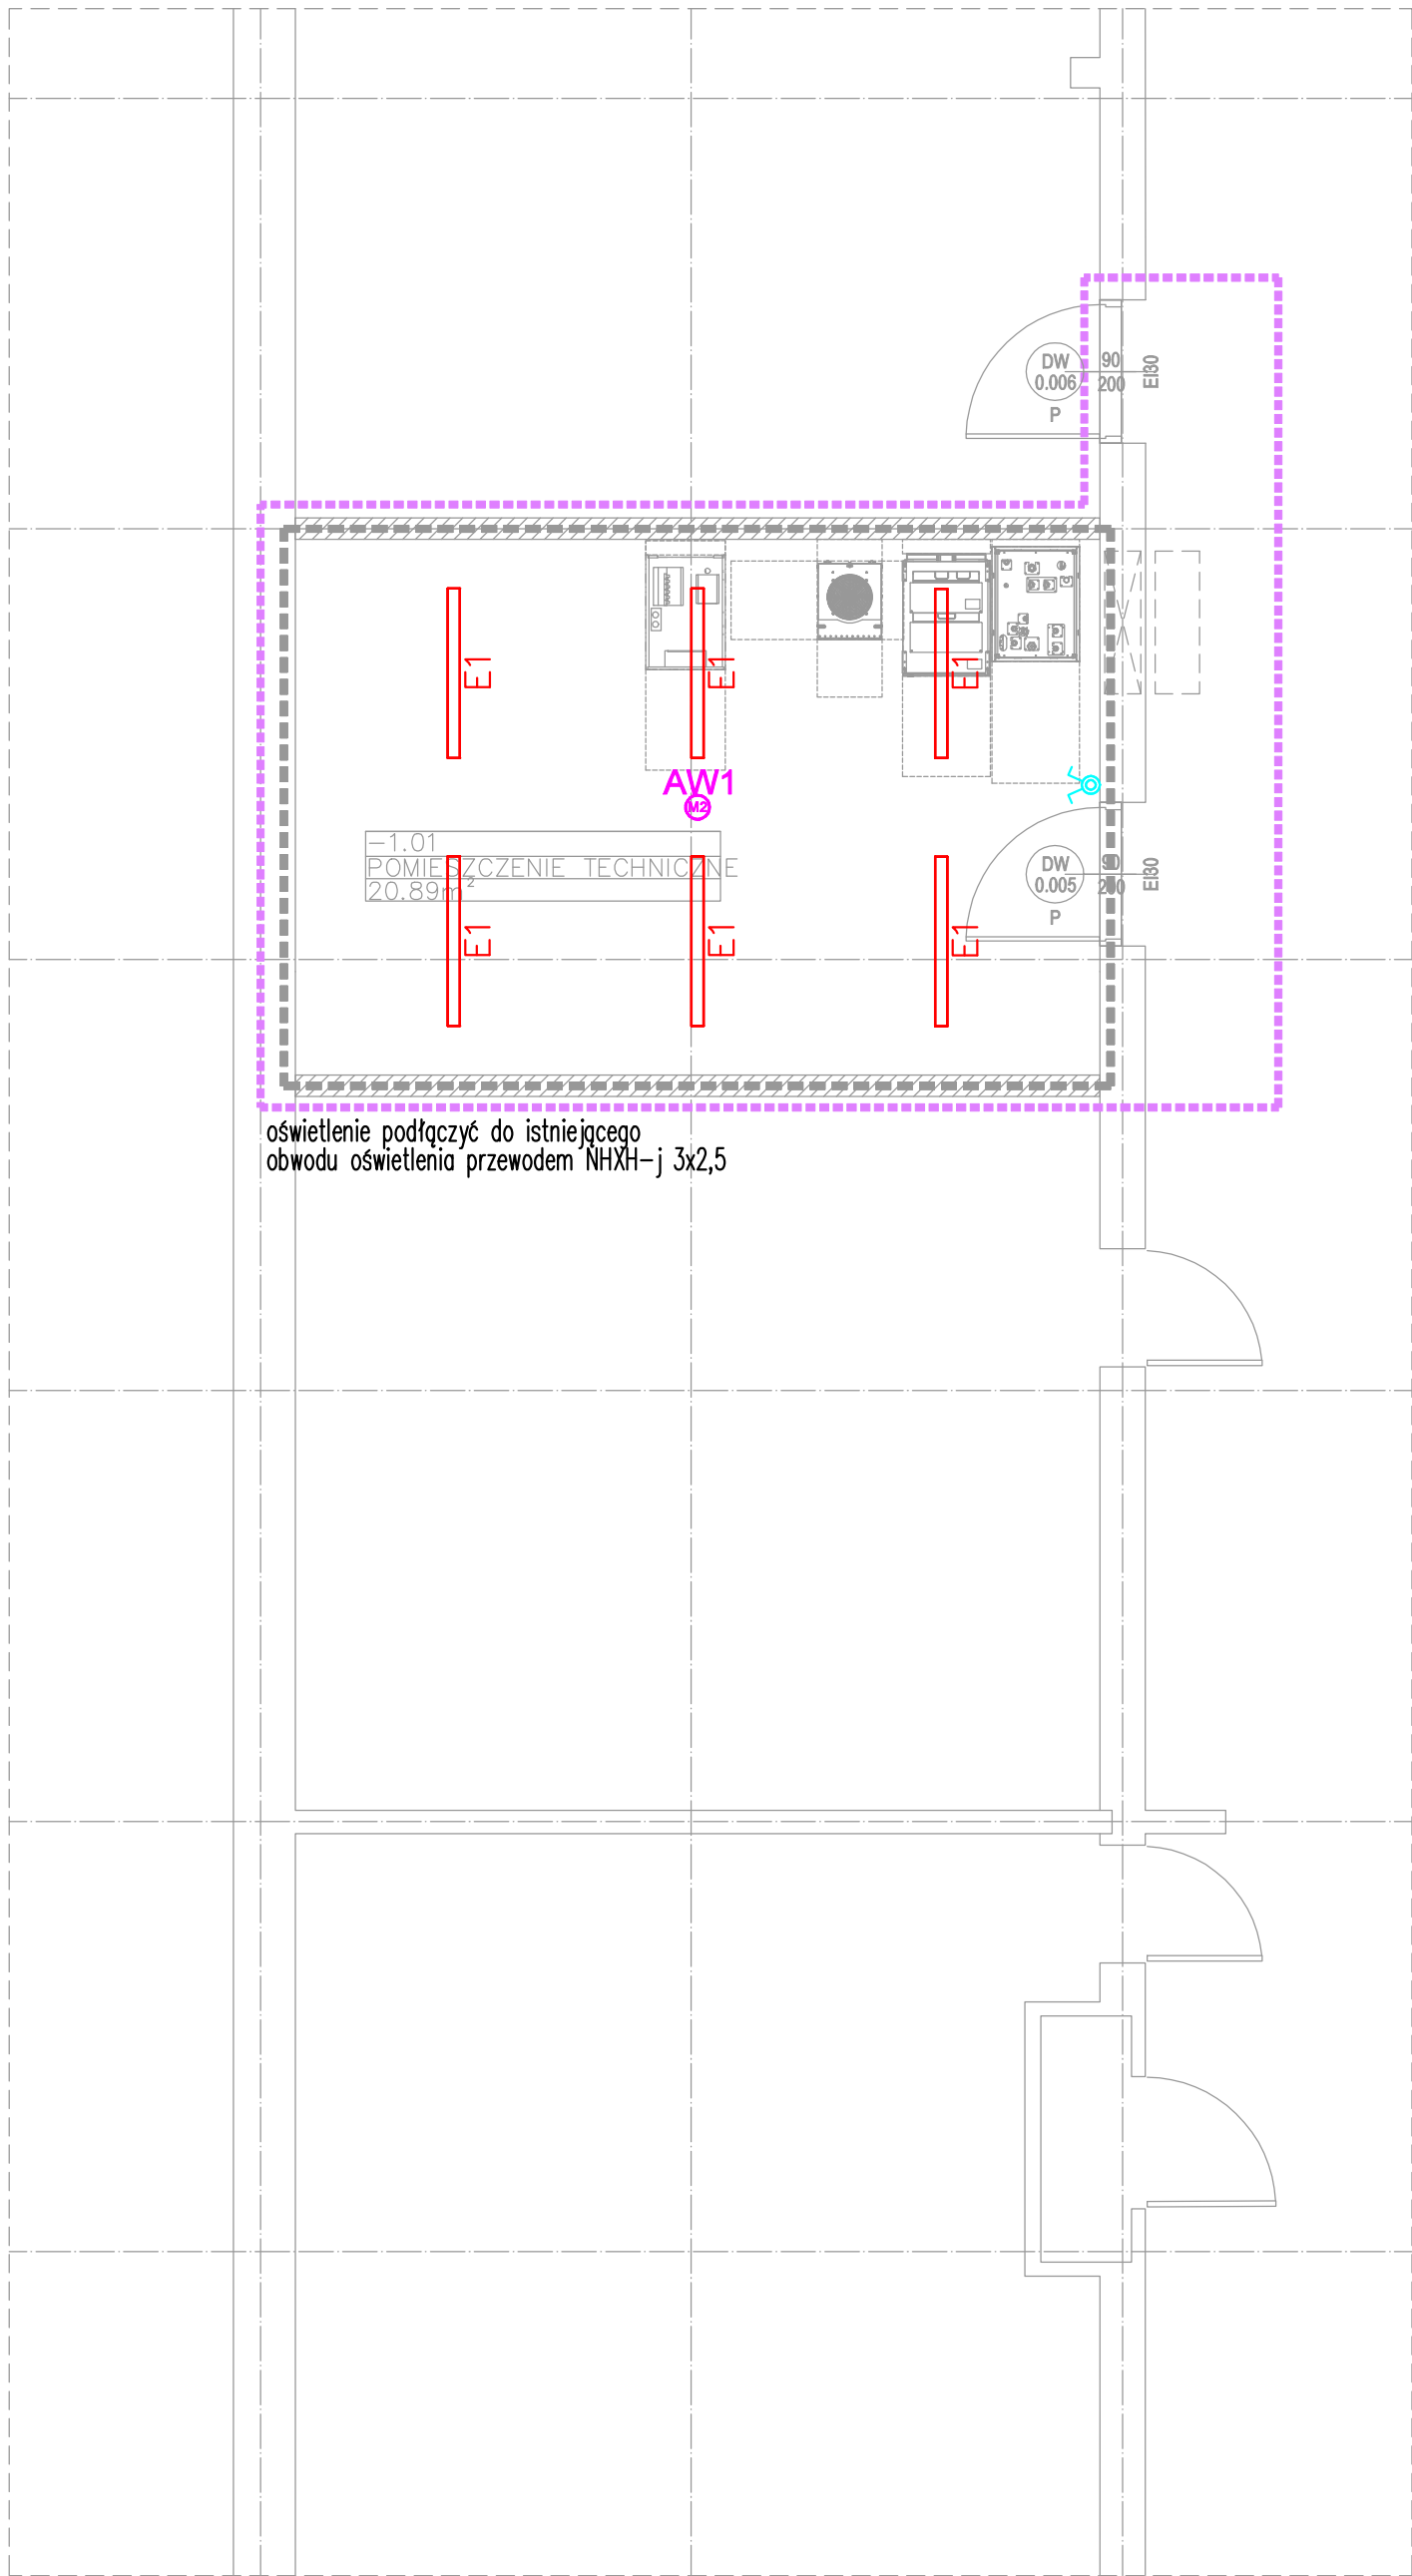 DW
0.006
P
90
200
EI30
E1
E1
E1
AW1
M2
-1.01
POMIESZCZENIE TECHNICZNE
20.89m²
DW
0.005
P
90
200
EI30
E1
E1
E1
oświetlenie podłączyć do istniejącego
obwodu oświetlenia przewodem NHXH-j 3x2,5